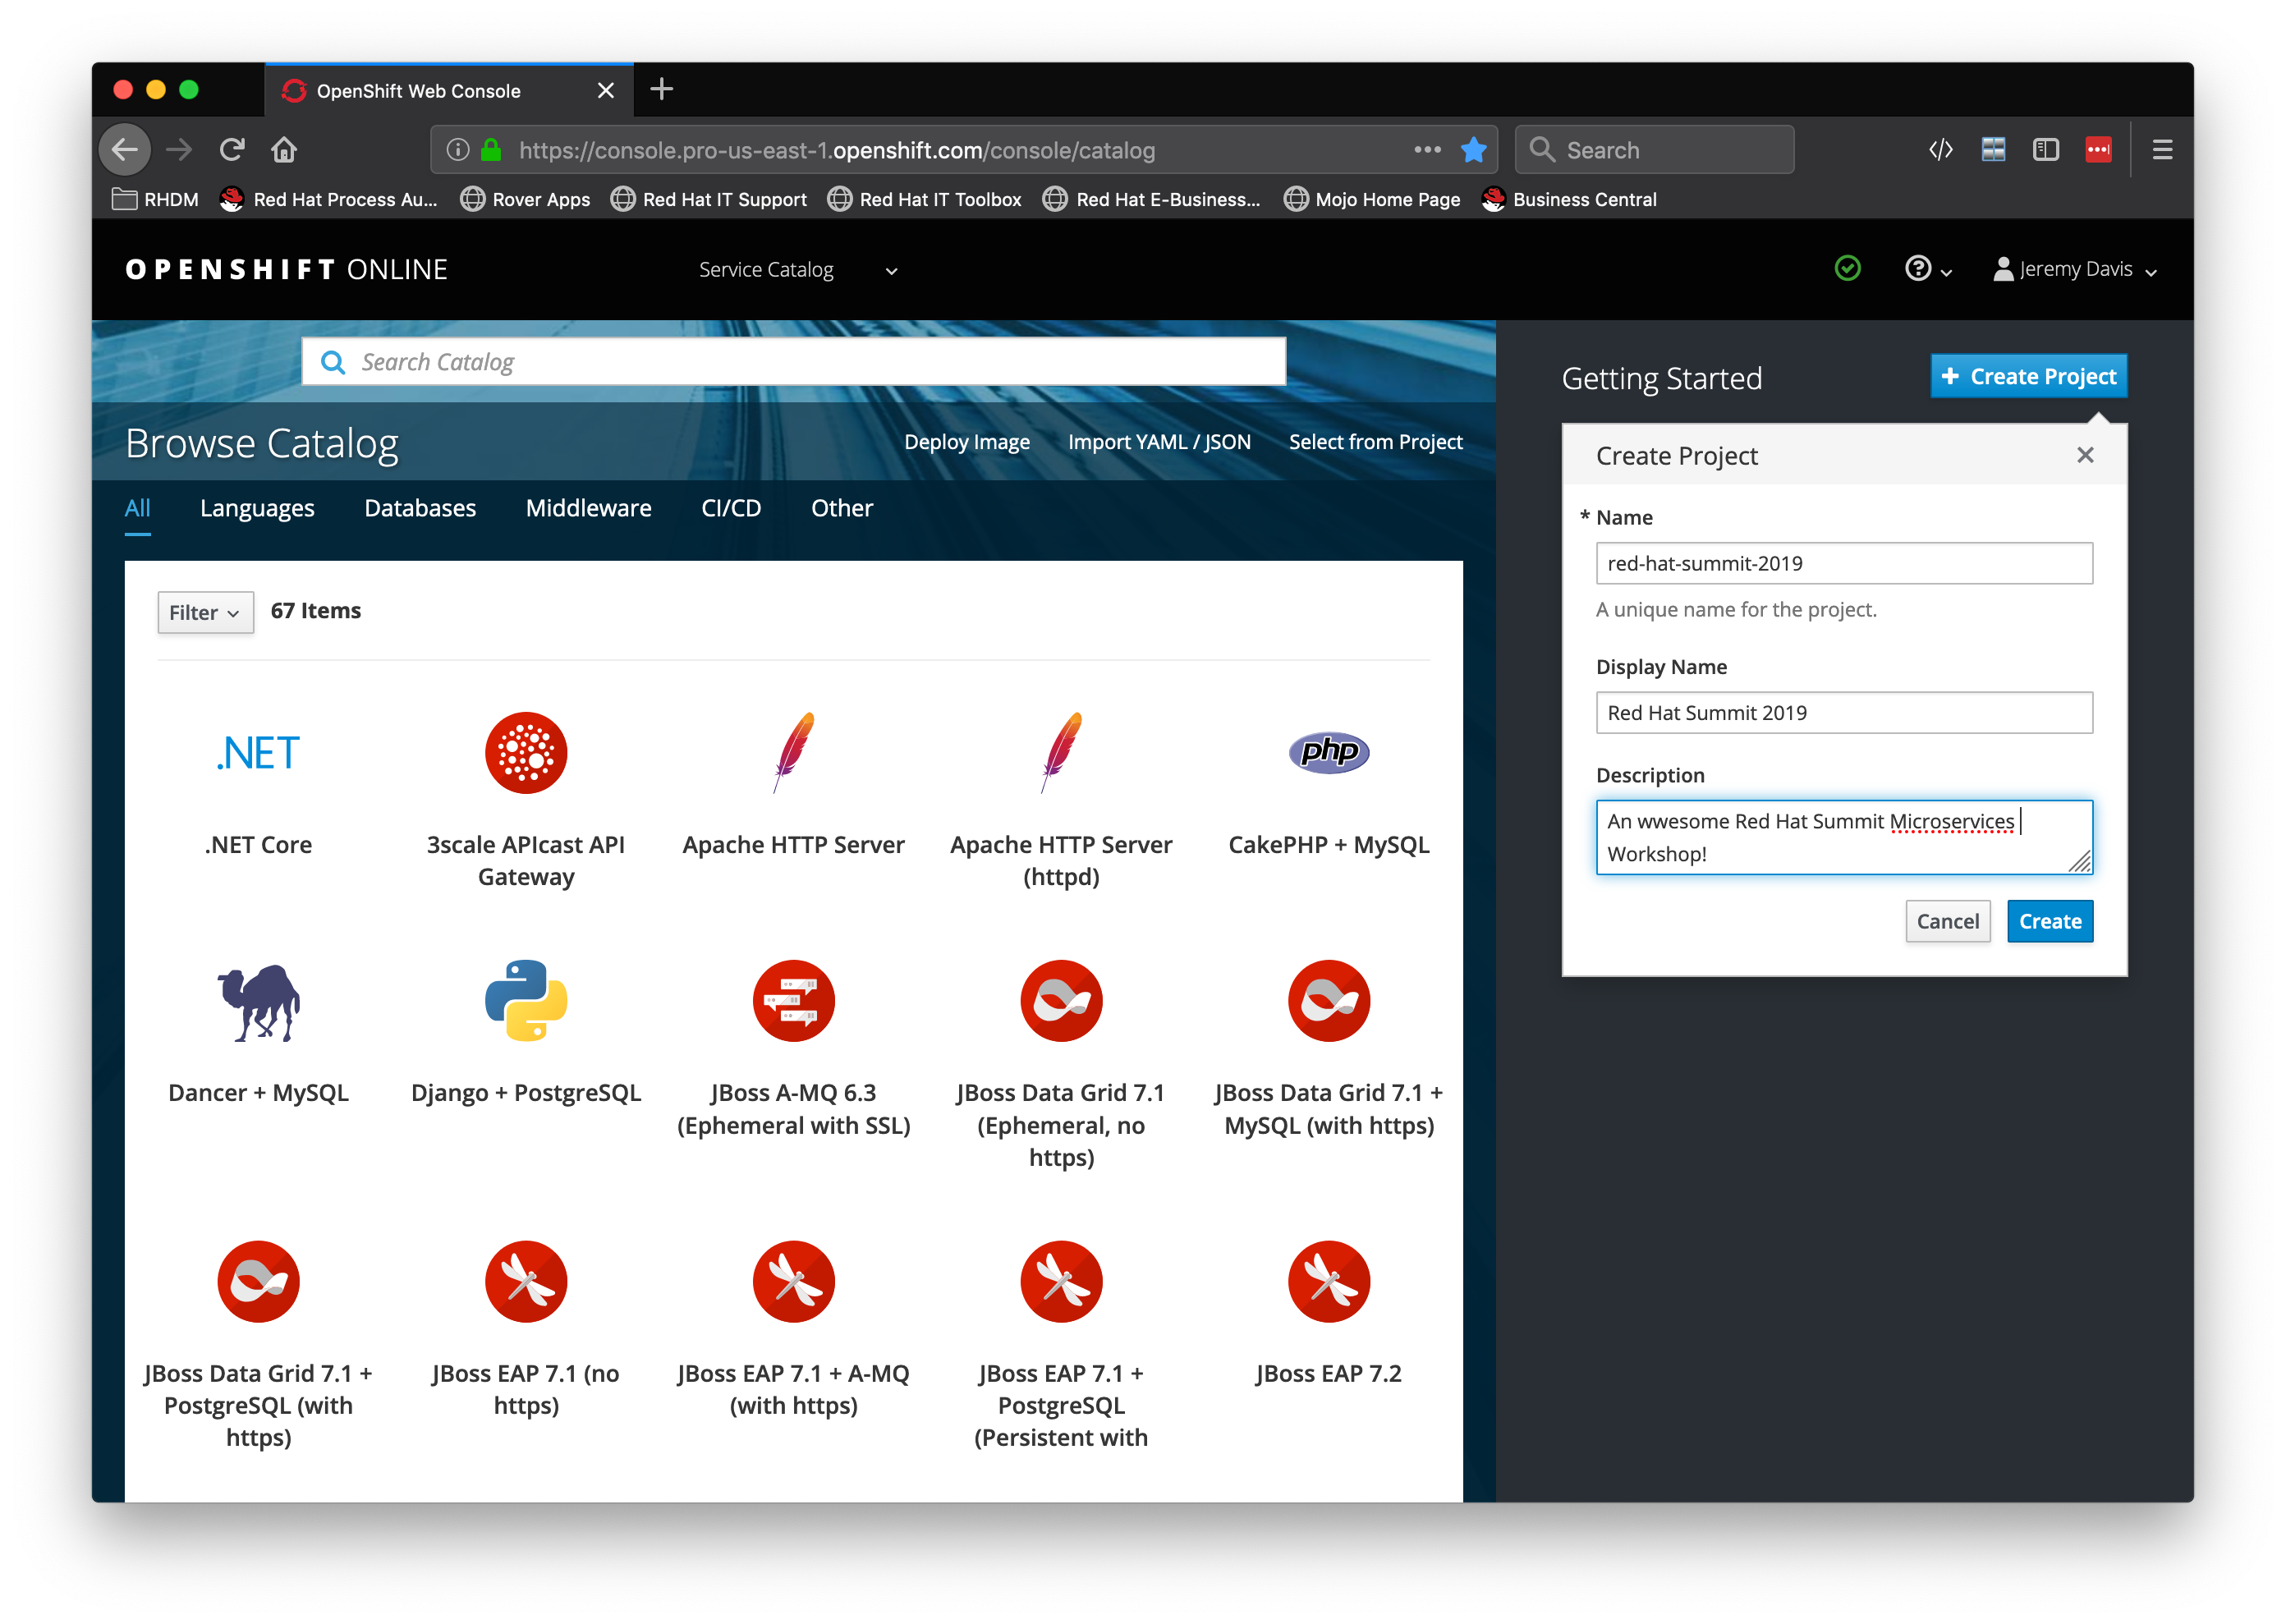 OpenShift Web Console
https://console.pro-us-east-1.openshift.com/console/catalog
Search
RHDM
Red Hat Process Au...
Rover Apps
Red Hat IT Support
Red Hat IT Toolbox
Red Hat E-Business...
Mojo Home Page
Business Central
OPENSHIFT ONLINE
Service Catalog
Jeremy Davis
Search Catalog
Browse Catalog
Deploy Image
Import YAML / JSON
Select from Project
All
Languages
Databases
Middleware
CI/CD
Other
Filter
67 Items
.NET
php
.NET Core
3scale APIcast API
Gateway
Apache HTTP Server
Apache HTTP Server
(httpd)
CakePHP + MySQL
Dancer + MySQL
Django + PostgreSQL
JBoss A-MQ 6.3
(Ephemeral with SSL)
JBoss Data Grid 7.1
(Ephemeral, no
https)
JBoss Data Grid 7.1 +
MySQL (with https)
JBoss Data Grid 7.1 +
PostgreSQL (with
https)
JBoss EAP 7.1 (no
https)
JBoss EAP 7.1 + A-MQ
(with https)
JBoss EAP 7.1 +
PostgreSQL
(Persistent with
JBoss EAP 7.2
Getting Started
+ Create Project
Create Project
* Name
red-hat-summit-2019
A unique name for the project.
Display Name
Red Hat Summit 2019
Description
An wwesome Red Hat Summit Microservices
Workshop!
Cancel
Create